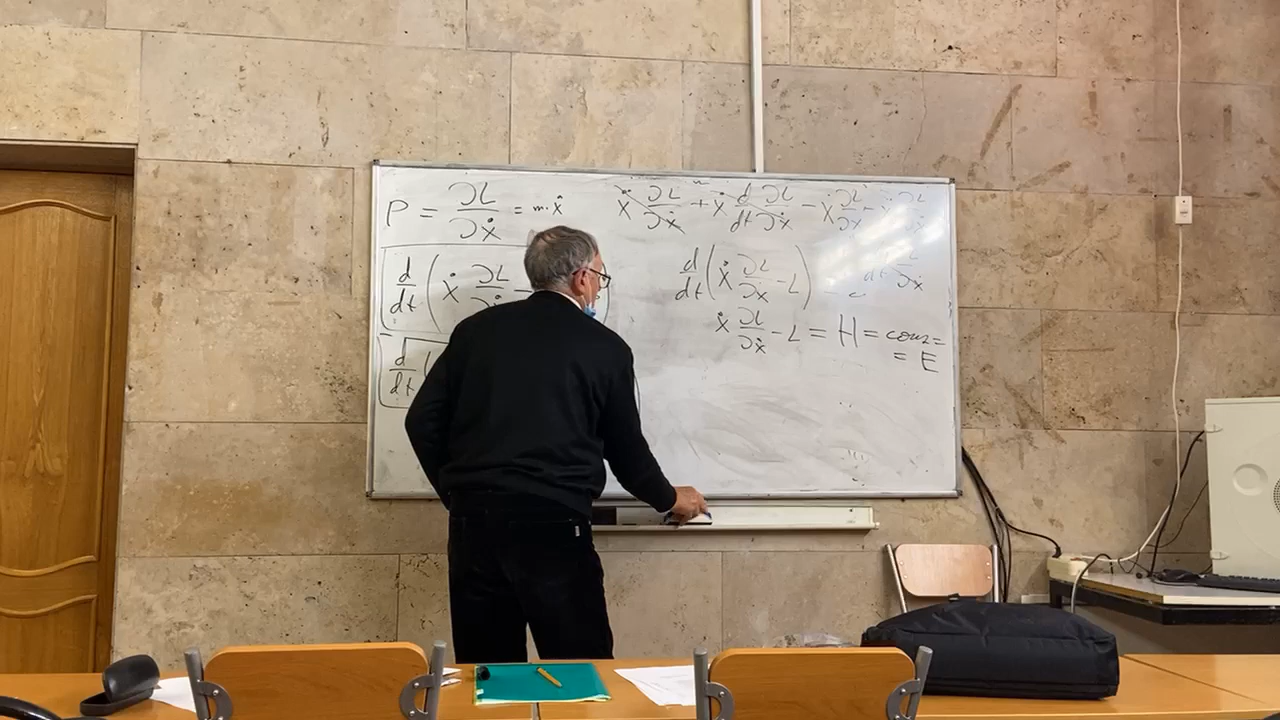 P = ∂L/∂ẋ = m·ẋ
d/dt (ẋ ∂L/∂ẋ
d/dt (
ẍ ∂L/∂ẋ + ẋ d/dt ∂L/∂ẋ − ẋ ∂L/∂x − ẍ ∂L/∂ẋ
d/dt (ẋ ∂L/∂ẋ − L)
ẋ ∂L/∂ẋ − L = H = const =
= E